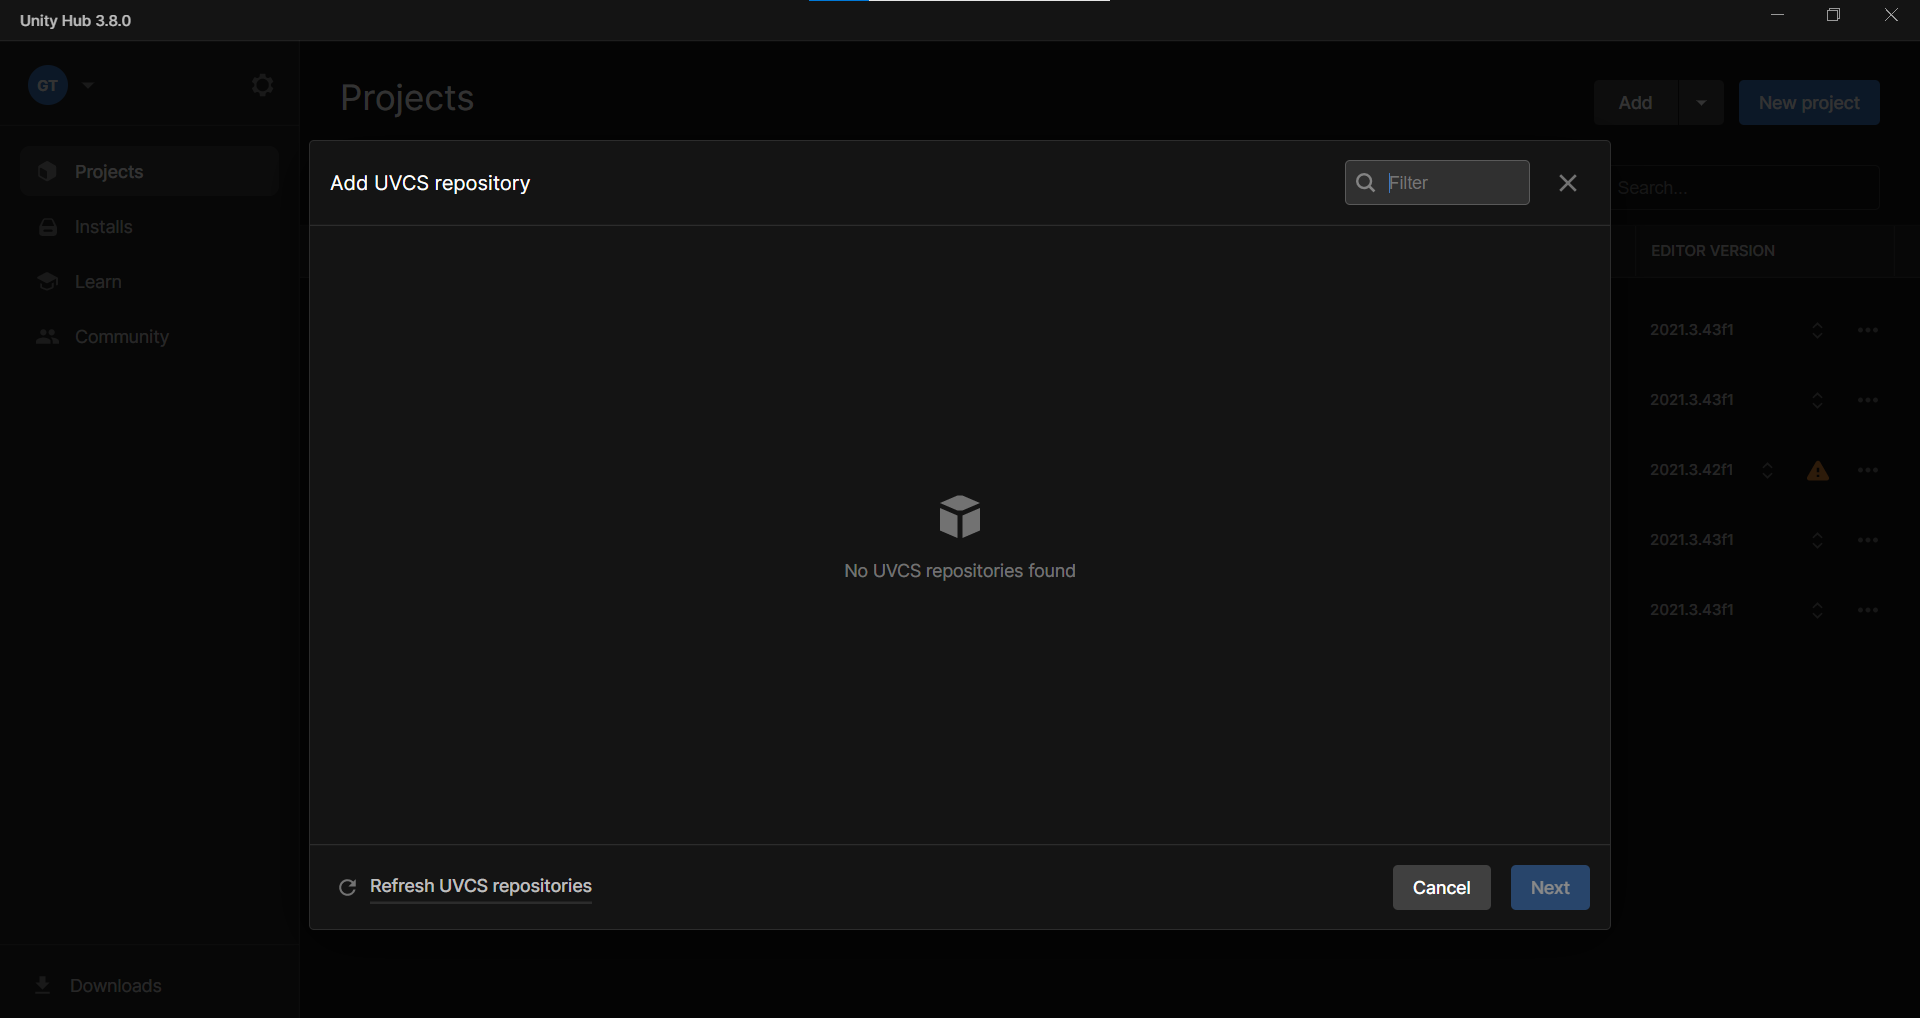 Unity Hub 3.8.0
GT
Projects
Installs
Learn
Community
Downloads
Projects
Add
New project
Search...
EDITOR VERSION
2021.3.43f1
2021.3.43f1
2021.3.42f1
2021.3.43f1
2021.3.43f1
Add UVCS repository
Filter
No UVCS repositories found
Refresh UVCS repositories
Cancel
Next